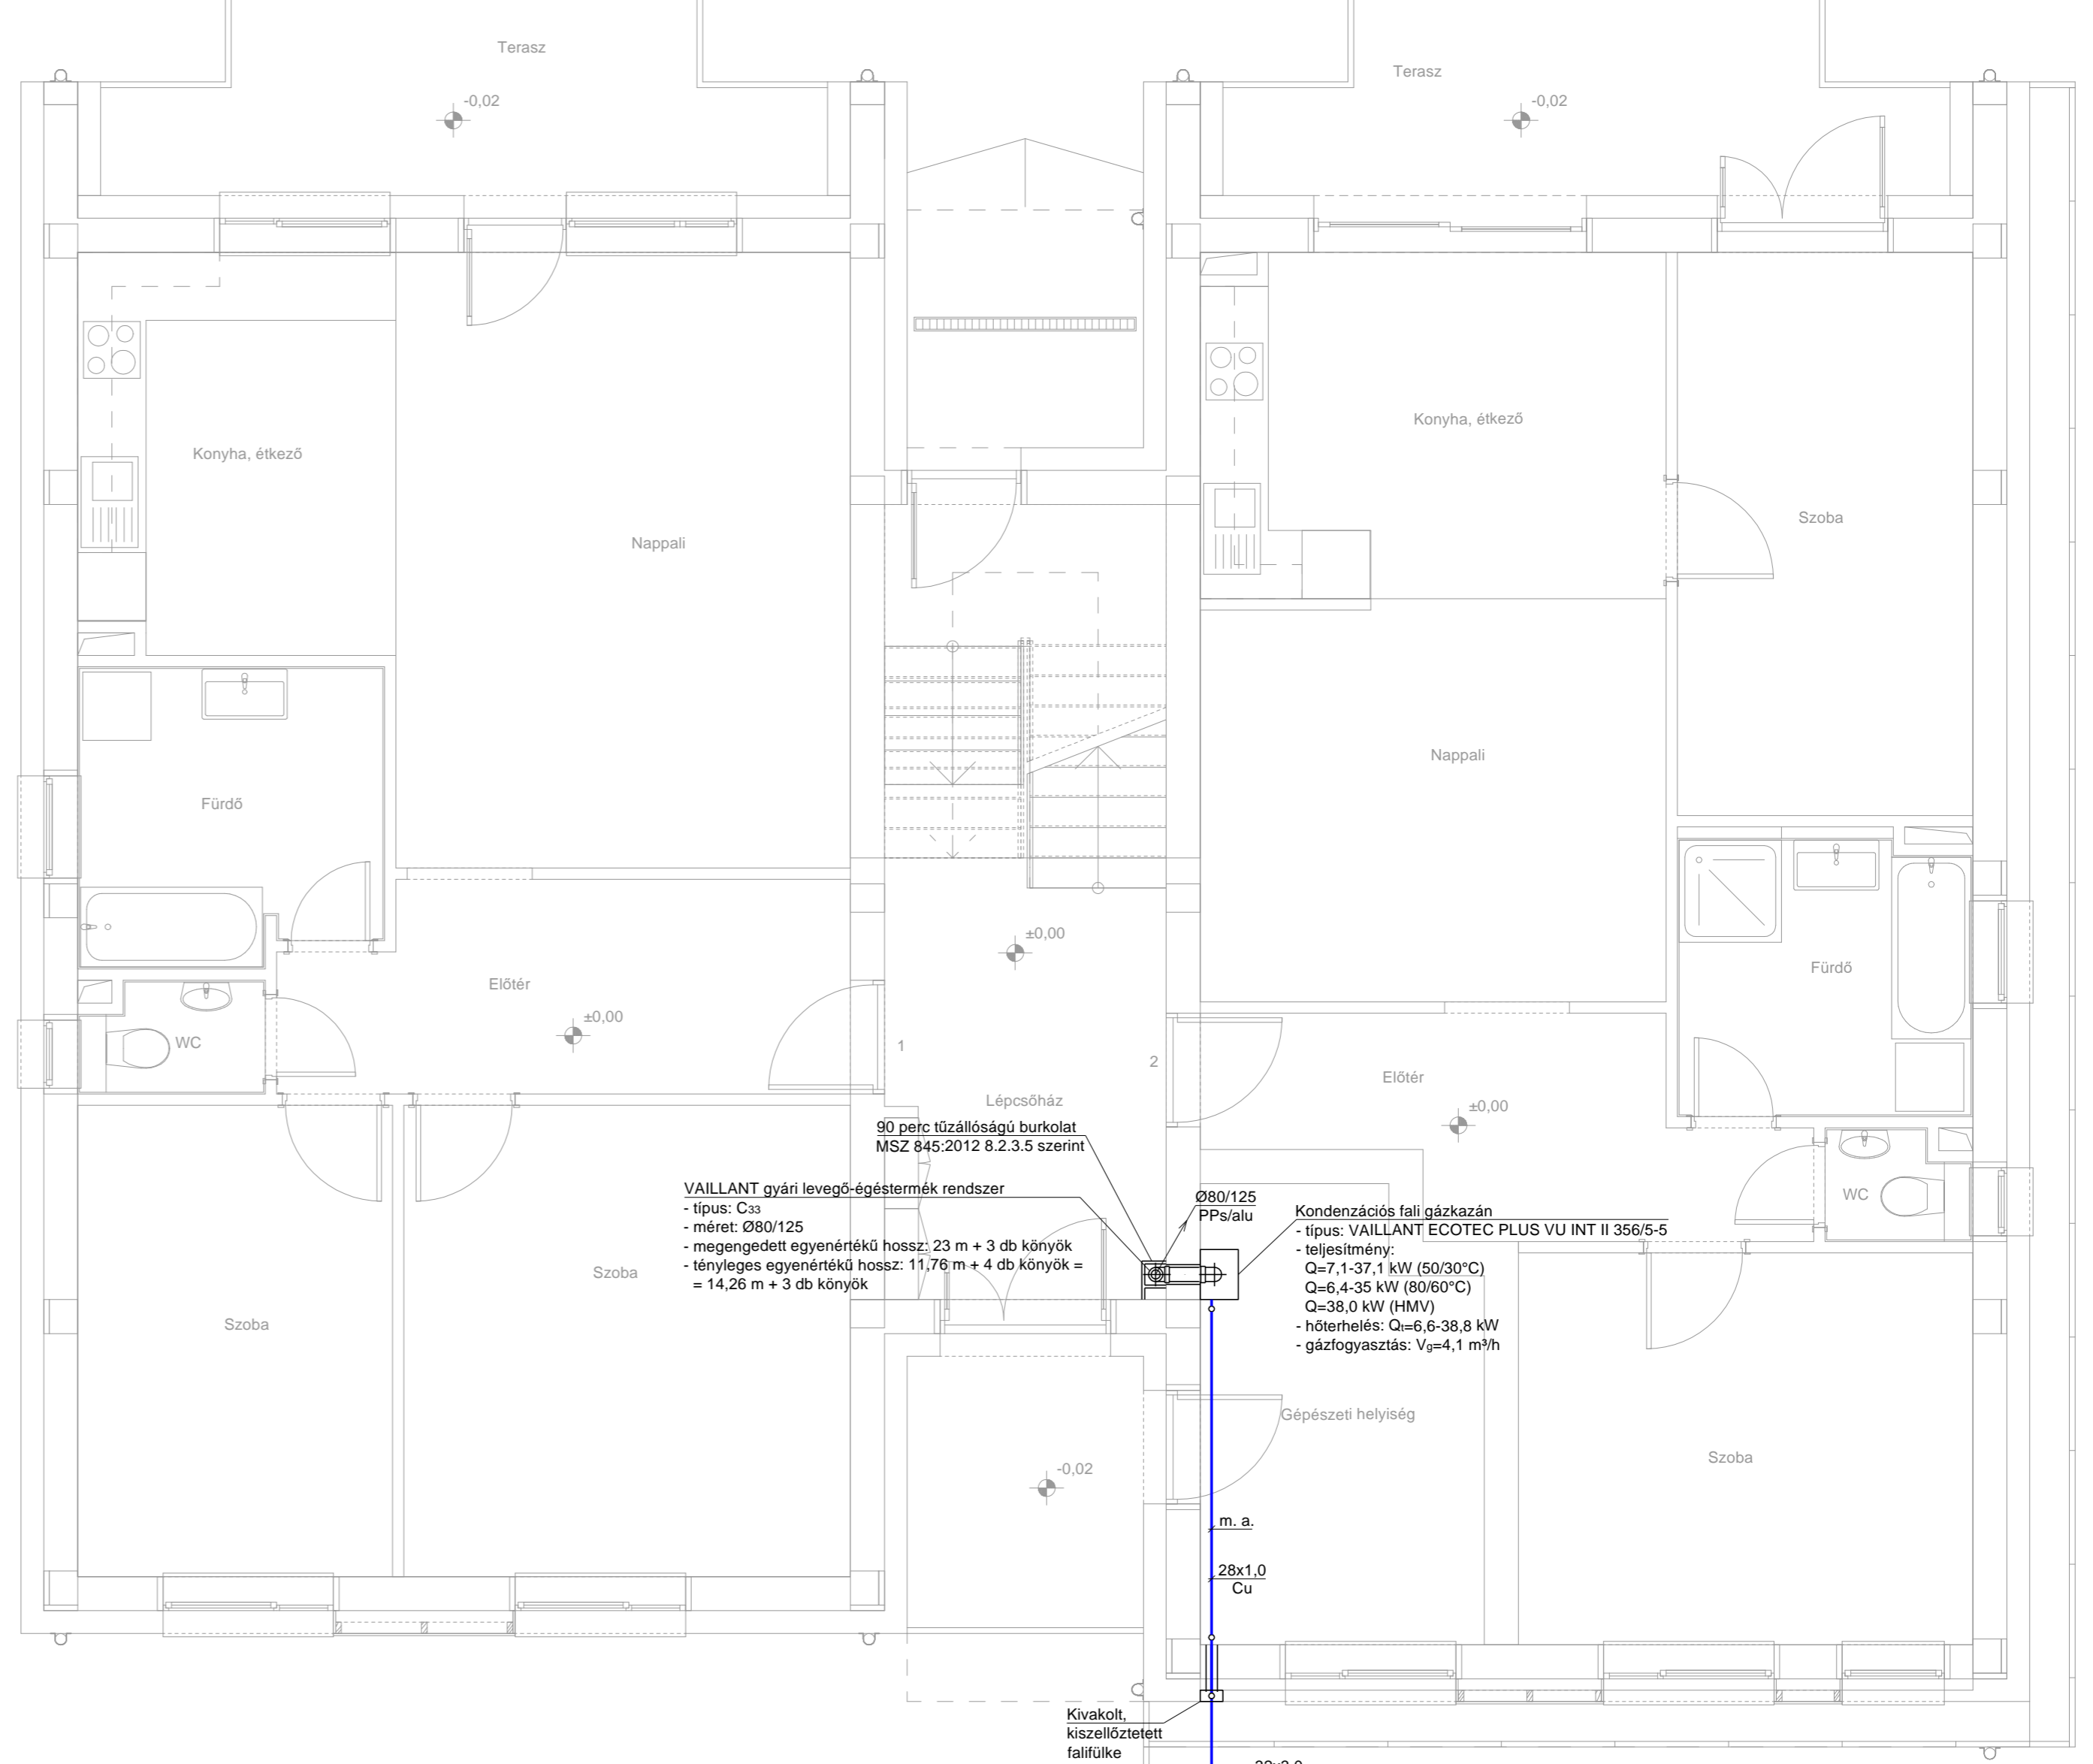 Terasz
Terasz
-0,02
-0,02
Konyha, étkező
Konyha, étkező
Nappali
Szoba
Nappali
Fürdő
±0,00
Fürdő
Előtér
±0,00
WC
1
2
Előtér
±0,00
Lépcsőház
90 perc tűzállóságú burkolat
MSZ 845:2012 8.2.3.5 szerint
VAILLANT gyári levegő-égéstermék rendszer
- típus: C33
- méret: Ø80/125
- megengedett egyenértékű hossz: 23 m + 3 db könyök
- tényleges egyenértékű hossz: 11,76 m + 4 db könyök =
= 14,26 m + 3 db könyök
Ø80/125
PPs/alu
WC
Kondenzációs fali gázkazán
- típus: VAILLANT ECOTEC PLUS VU INT II 356/5-5
- teljesítmény:
Q=7,1-37,1 kW (50/30°C)
Q=6,4-35 kW (80/60°C)
Q=38,0 kW (HMV)
- hőterhelés: Qt=6,6-38,8 kW
- gázfogyasztás: Vg=4,1 m³/h
Szoba
Szoba
Gépészeti helyiség
Szoba
-0,02
m. a.
28x1,0
Cu
Kivakolt,
kiszellőztetett
falifülke